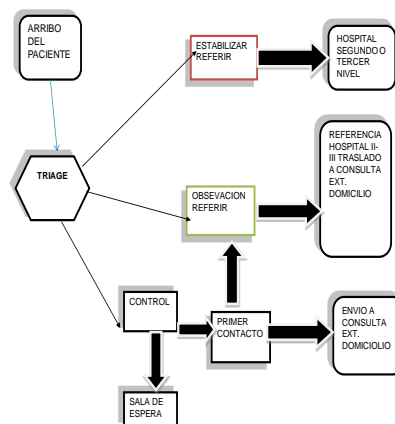 ARRIBO
DEL
PACIENTE
ESTABILIZAR
REFERIR
HOSPITAL
SEGUNDO O
TERCER
NIVEL
TRIAGE
OBSEVACION
REFERIR
REFERENCIA
HOSPITAL II-
III TRASLADO
A CONSULTA
EXT.
DOMICILIO
CONTROL
PRIMER
CONTACTO
ENVIO A
CONSULTA
EXT.
DOMICIOLIO
SALA DE
ESPERA